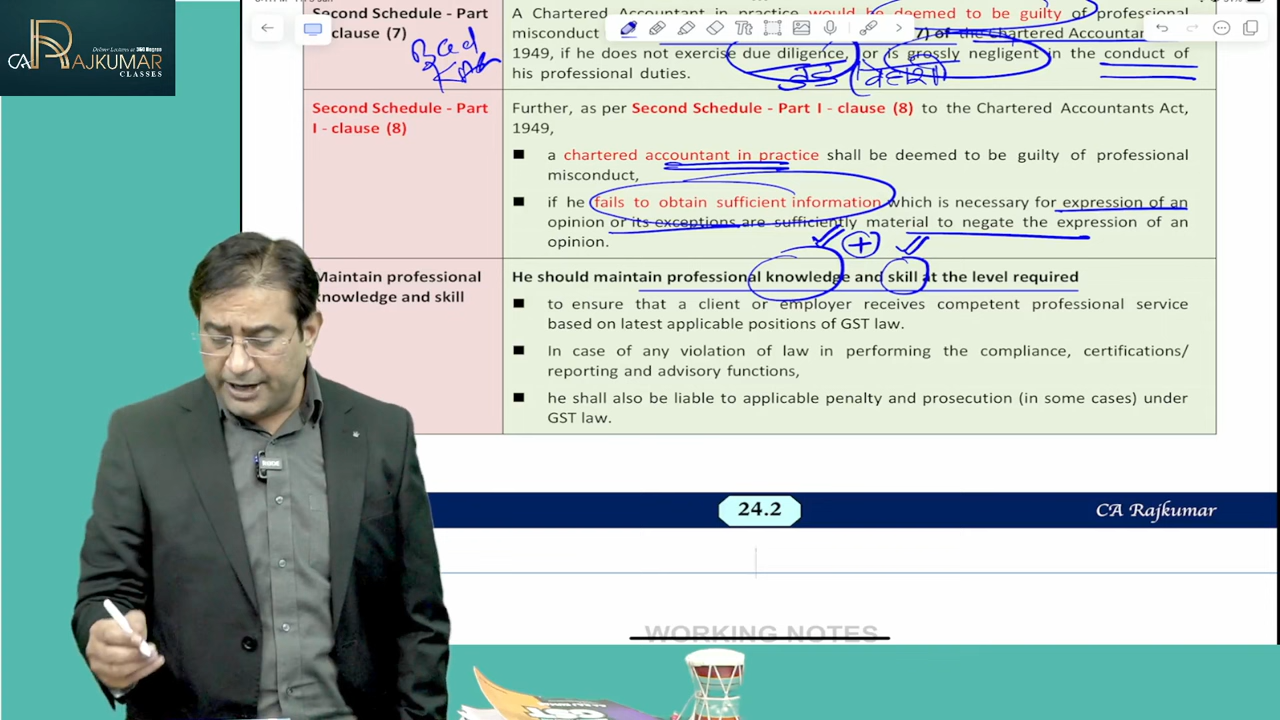 Deliver Lectures at 360 Degree
CA RAJKUMAR
CLASSES
Second Schedule - Part
clause (7)
A Chartered Accountant in practice would be deemed to be guilty of professional
misconduct 7) of the Chartered Accountan
1949, if he does not exercise due diligence, or is grossly negligent in the conduct of
his professional duties.
Second Schedule - Part
I - clause (8)
Further, as per Second Schedule - Part I - clause (8) to the Chartered Accountants Act,
1949,
■ a chartered accountant in practice shall be deemed to be guilty of professional
misconduct,
■ if he fails to obtain sufficient information which is necessary for expression of an
opinion or its exceptions are sufficiently material to negate the expression of an
opinion.
Maintain professional
knowledge and skill
He should maintain professional knowledge and skill at the level required
■ to ensure that a client or employer receives competent professional service
based on latest applicable positions of GST law.
■ In case of any violation of law in performing the compliance, certifications/
reporting and advisory functions,
■ he shall also be liable to applicable penalty and prosecution (in some cases) under
GST law.
24.2
CA Rajkumar
WORKING NOTES